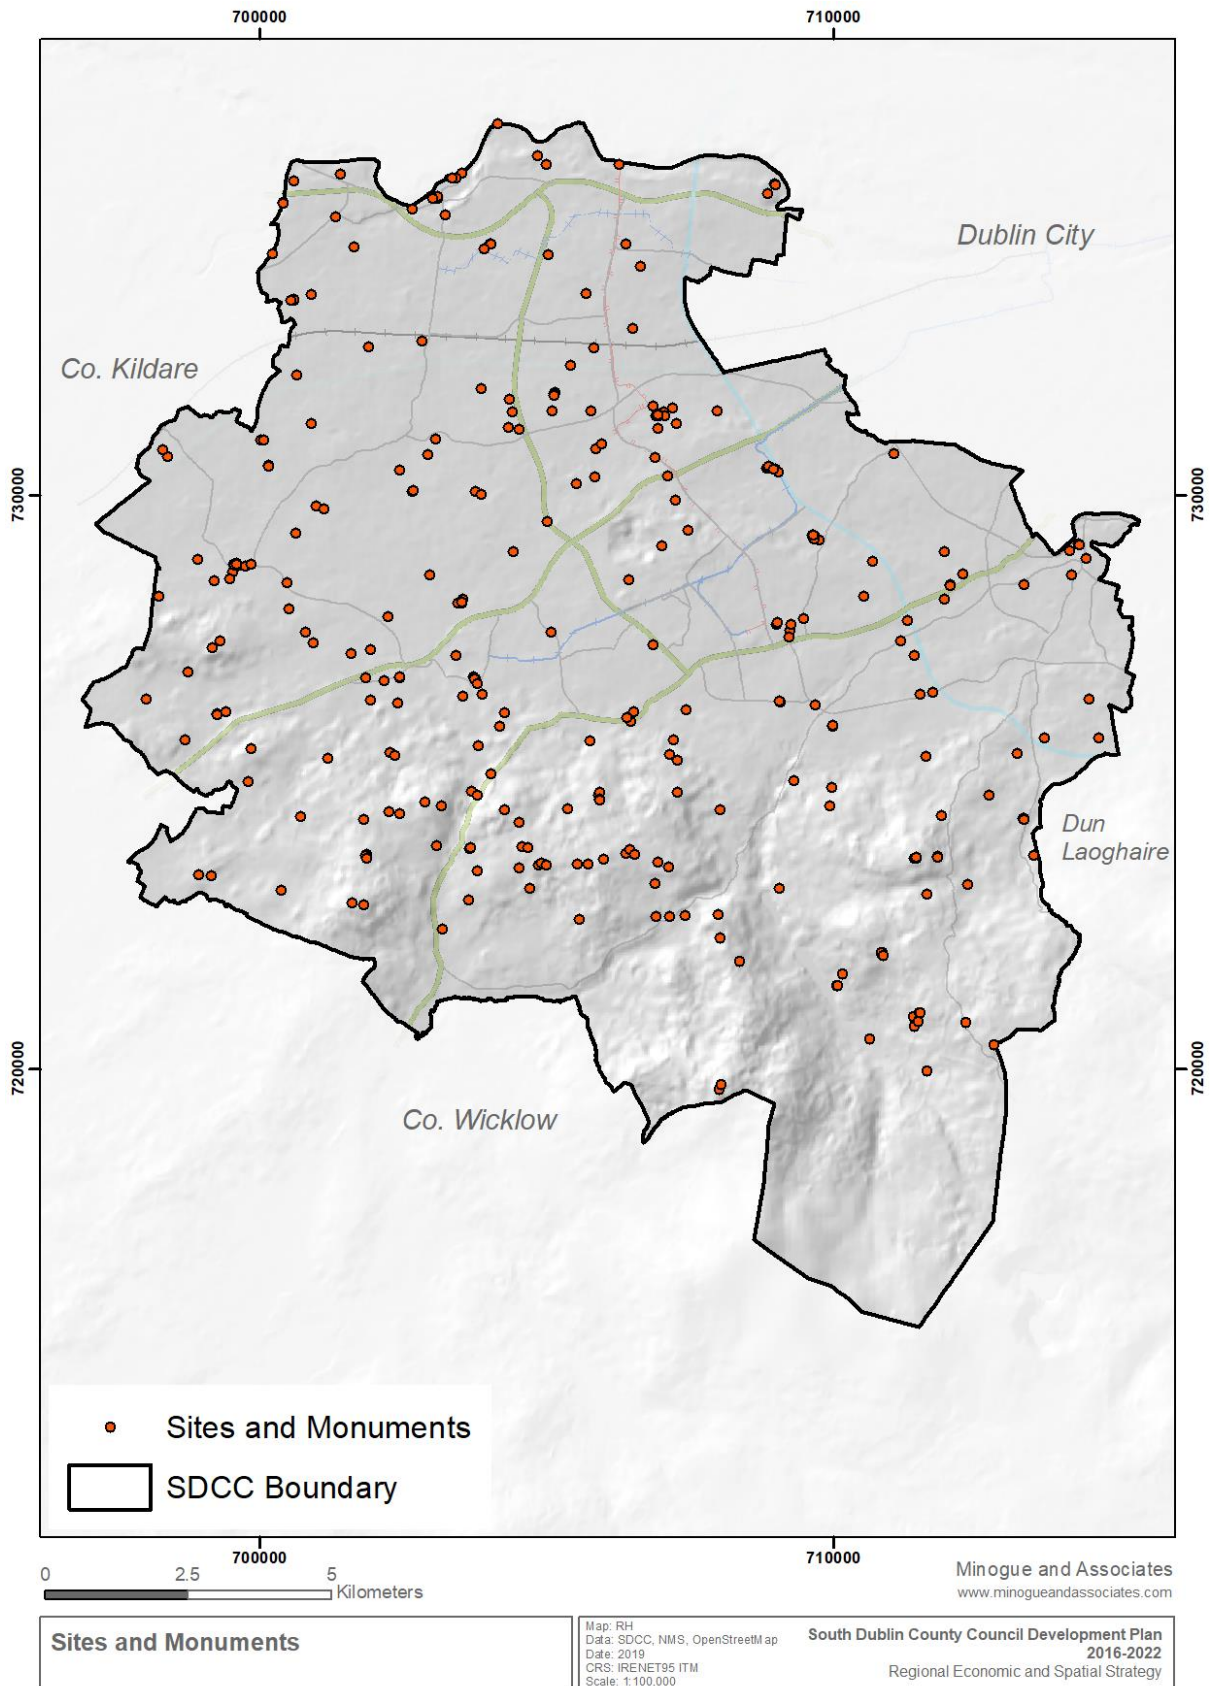 700000
710000
Dublin City
Co. Kildare
730000
730000
Dun
Laoghaire
720000
720000
Co. Wicklow
Sites and Monuments
SDCC Boundary
700000
710000
0
2.5
5
Kilometers
Minogue and Associates
www.minogueandassociates.com
Sites and Monuments
Map: RH
Data: SDCC, NMS, OpenStreetMap
Date: 2019
CRS: IRENET95 ITM
Scale: 1:100,000
South Dublin County Council Development Plan
2016-2022
Regional Economic and Spatial Strategy